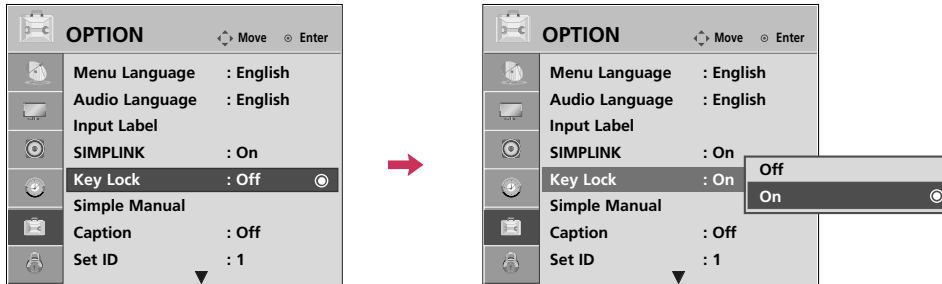 OPTION Move Enter
Menu Language : English
Audio Language : English
Input Label
SIMPLINK : On
Key Lock : Off
Simple Manual
Caption : Off
Set ID : 1
OPTION Move Enter
Menu Language : English
Audio Language : English
Input Label
SIMPLINK : On
Key Lock : On
Simple Manual
Caption : Off
Set ID : 1
Off
On